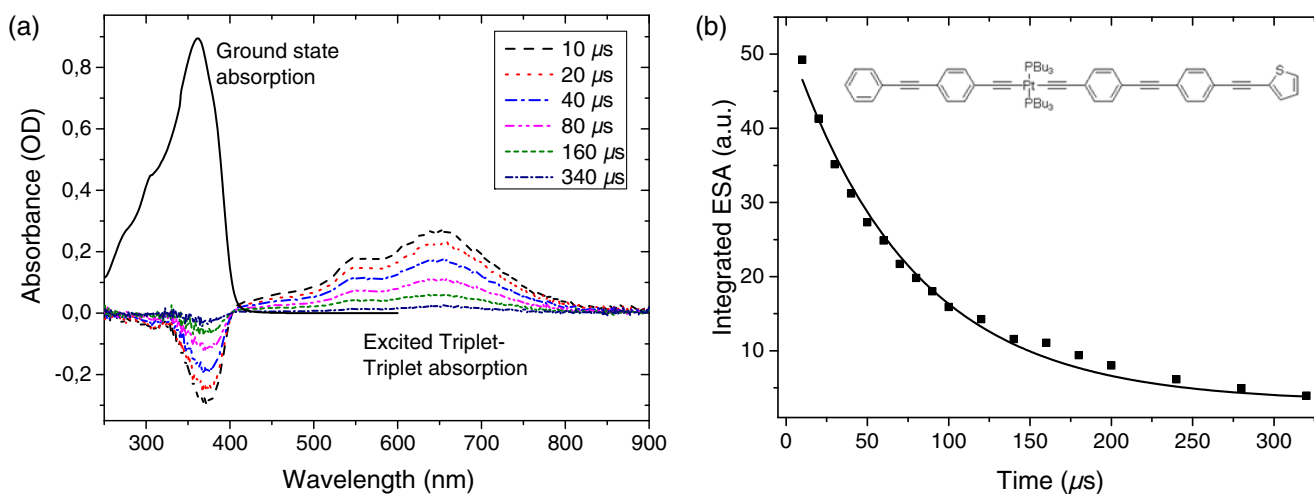 (a)
Ground state
absorption
10 µs
20 µs
40 µs
80 µs
160 µs
340 µs
Excited Triplet-
Triplet absorption
Absorbance (OD)
0,8
0,6
0,4
0,2
0,0
-0,2
300 400 500 600 700 800 900
Wavelength (nm)
(b)
PBu3
Pt
PBu3
S
Integrated ESA (a.u.)
50
40
30
20
10
0 50 100 150 200 250 300
Time (µs)